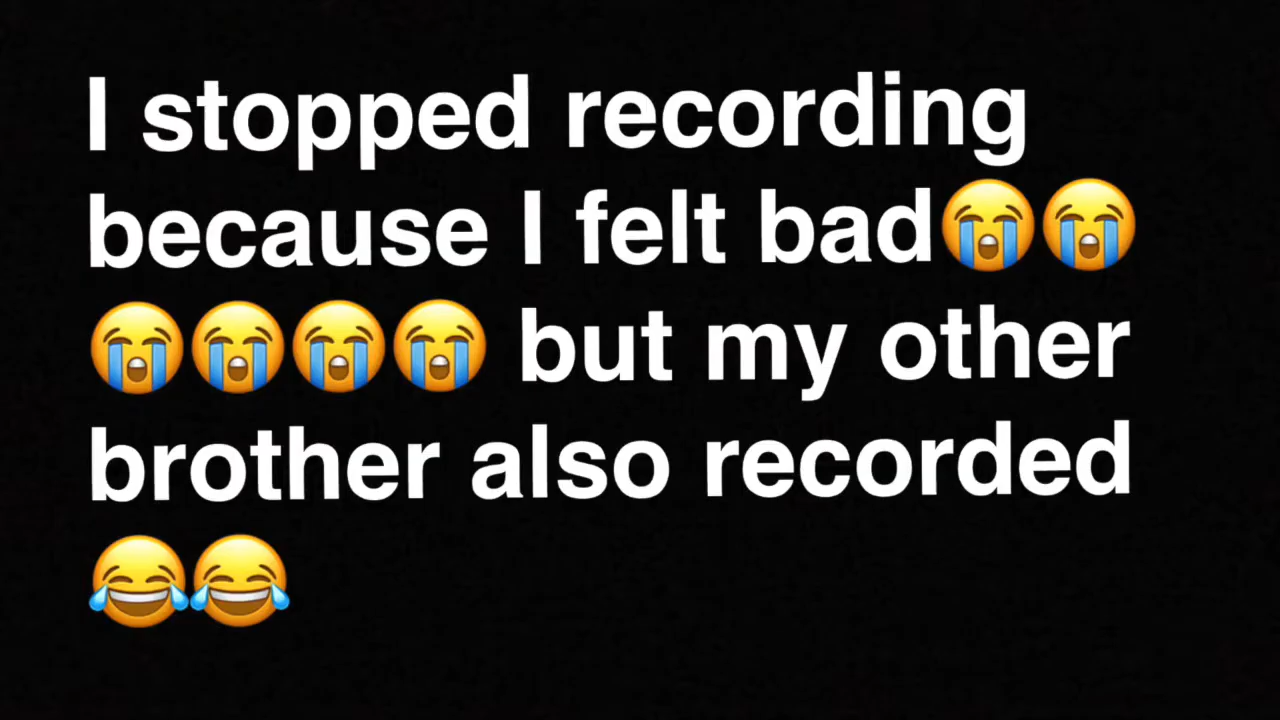 I stopped recording
because I felt bad😭😭
😭😭😭😭 but my other
brother also recorded
😂😂